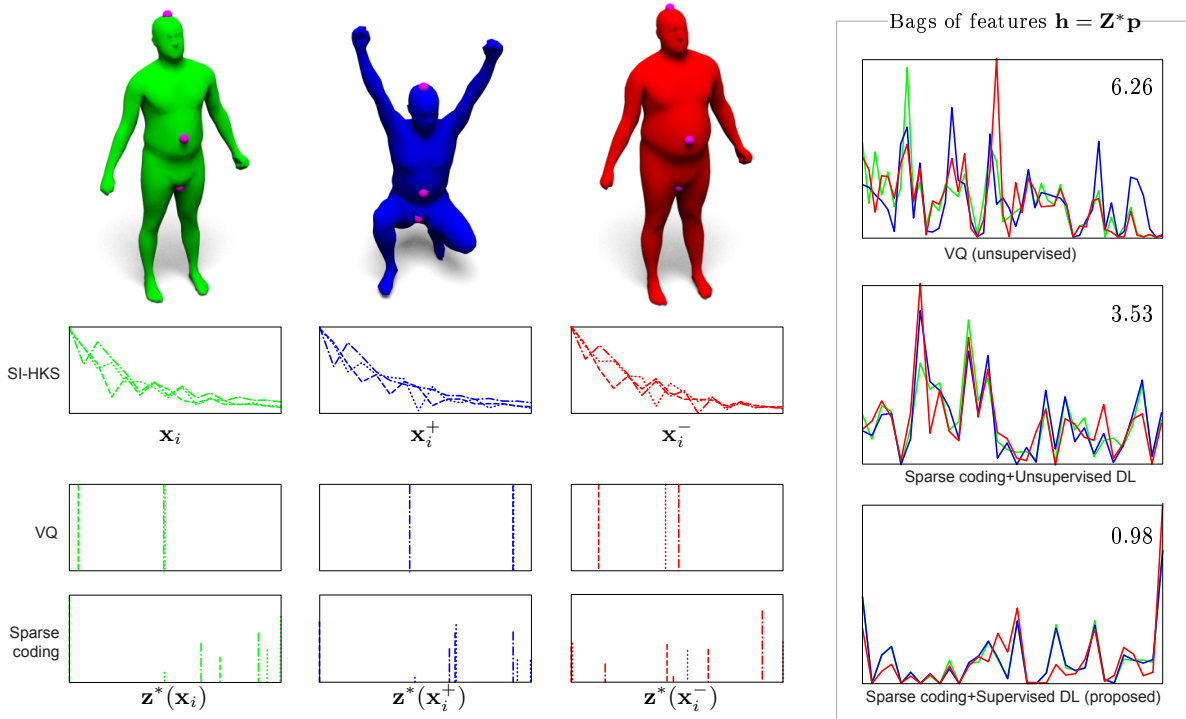 Bags of features h = Z*p
6.26
VQ (unsupervised)
3.53
Sparse coding+Unsupervised DL
0.98
Sparse coding+Supervised DL (proposed)
SI-HKS
x_i
x_i^+
x_i^-
VQ
Sparse
coding
z*(x_i)
z*(x_i^+)
z*(x_i^-)